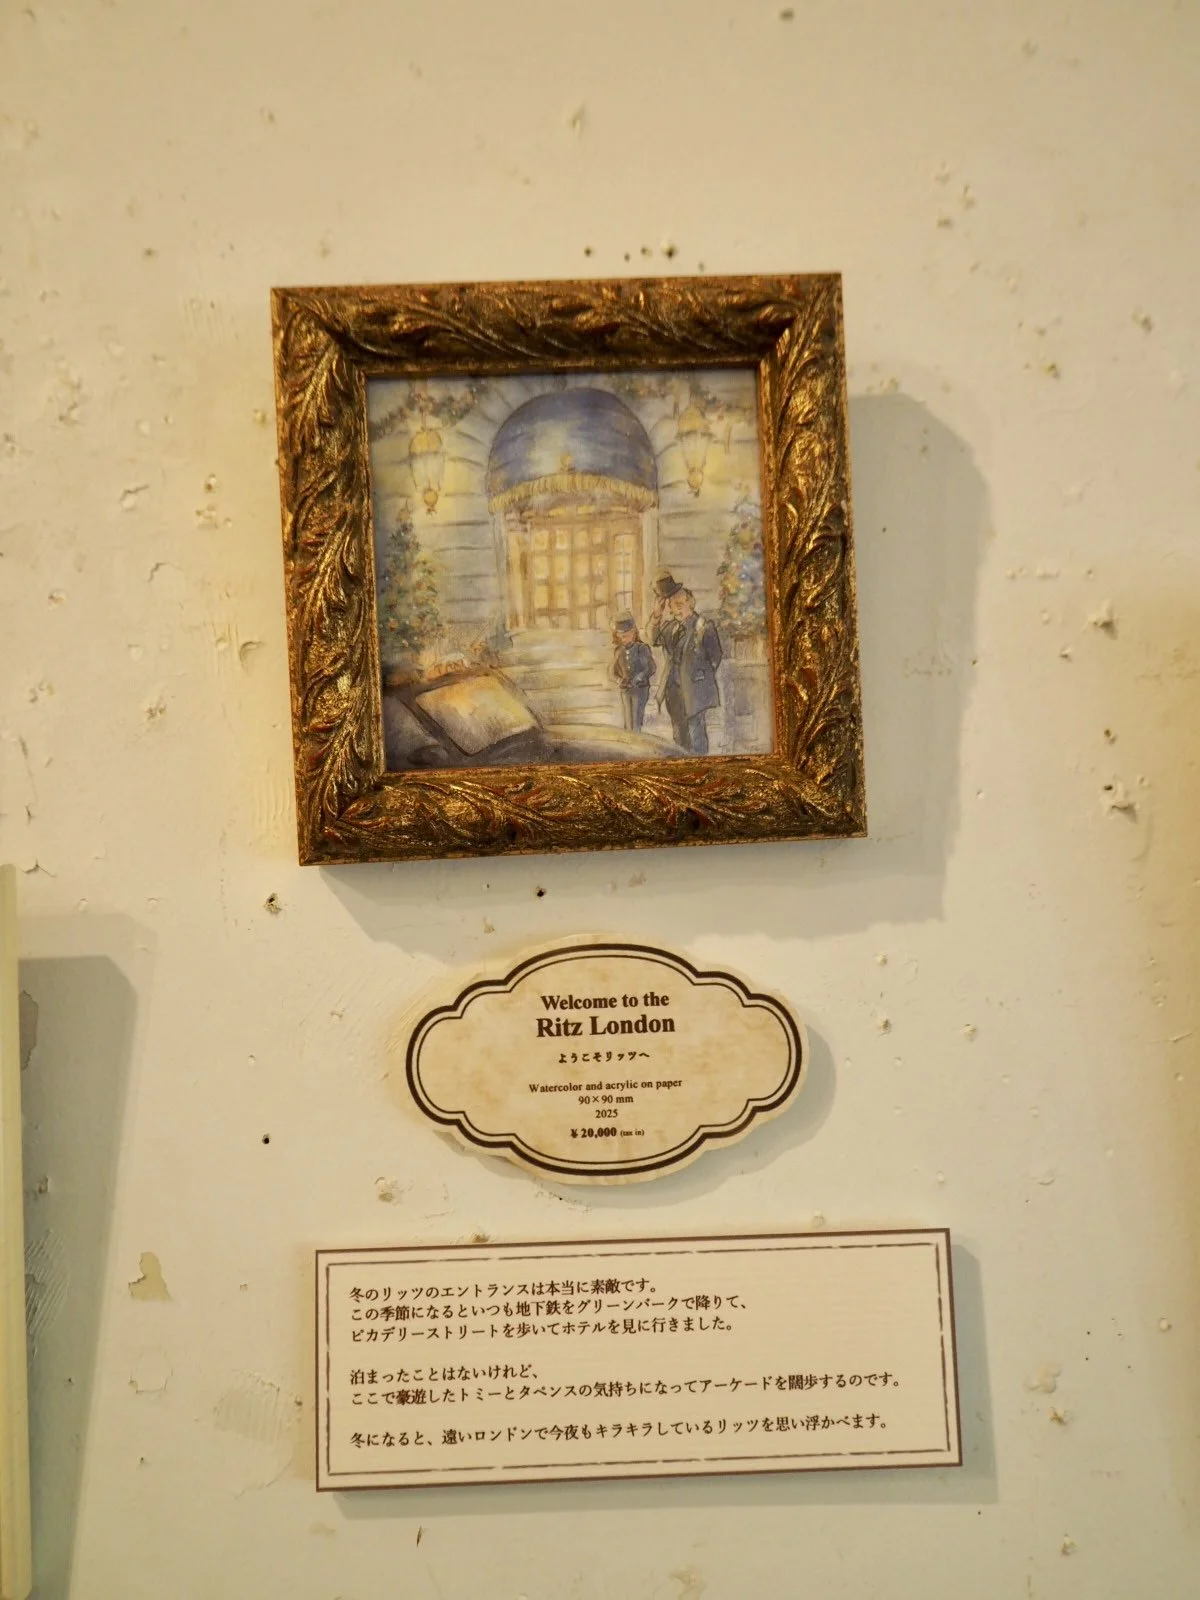 Welcome to the
Ritz London
ようこそリッツへ
Watercolor and acrylic on paper
90×90 mm
2025
¥20,000 (tax in)
冬のリッツのエントランスは本当に素敵です。
この季節になるといつも地下鉄をグリーンパークで降りて、
ピカデリーストリートを歩いてホテルを見に行きました。
泊まったことはないけれど、
ここで豪遊したトミーとタペンスの気持ちになってアーケードを闊歩するのです。
冬になると、遠いロンドンで今夜もキラキラしているリッツを思い浮かべます。